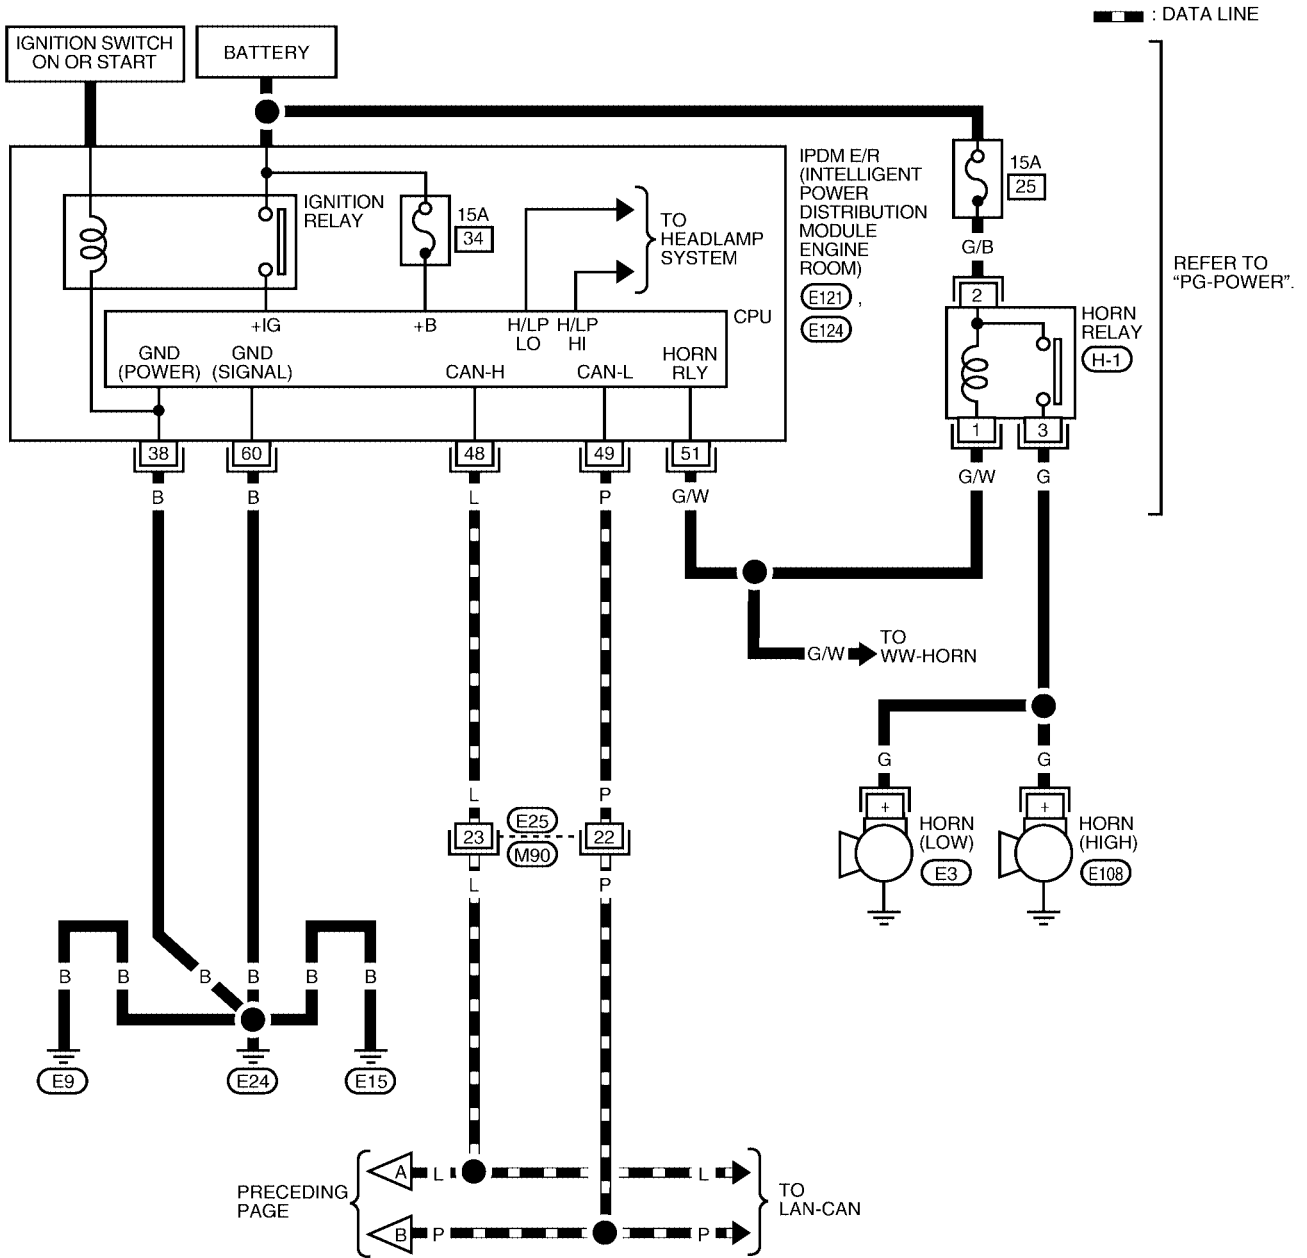 : DATA LINE
IGNITION SWITCH
ON OR START
BATTERY
IGNITION
RELAY
15A
34
TO
HEADLAMP
SYSTEM
IPDM E/R
(INTELLIGENT
POWER
DISTRIBUTION
MODULE
ENGINE
ROOM)
E121 ,
E124
15A
25
G/B
2
HORN
RELAY
H-1
REFER TO
“PG-POWER”.
CPU
+IG
+B
H/LP
LO
H/LP
HI
GND
(POWER)
GND
(SIGNAL)
CAN-H
CAN-L
HORN
RLY
1
3
38
60
48
49
51
G/W
G
B
B
L
P
G/W
TO
WW-HORN
G/W
G
G
+
+
HORN
(LOW)
E3
HORN
(HIGH)
E108
L
P
23
E25
M90
22
L
P
B
B
B
B
B
B
E9
E24
E15
PRECEDING
PAGE
A
L
L
B
P
P
TO
LAN-CAN